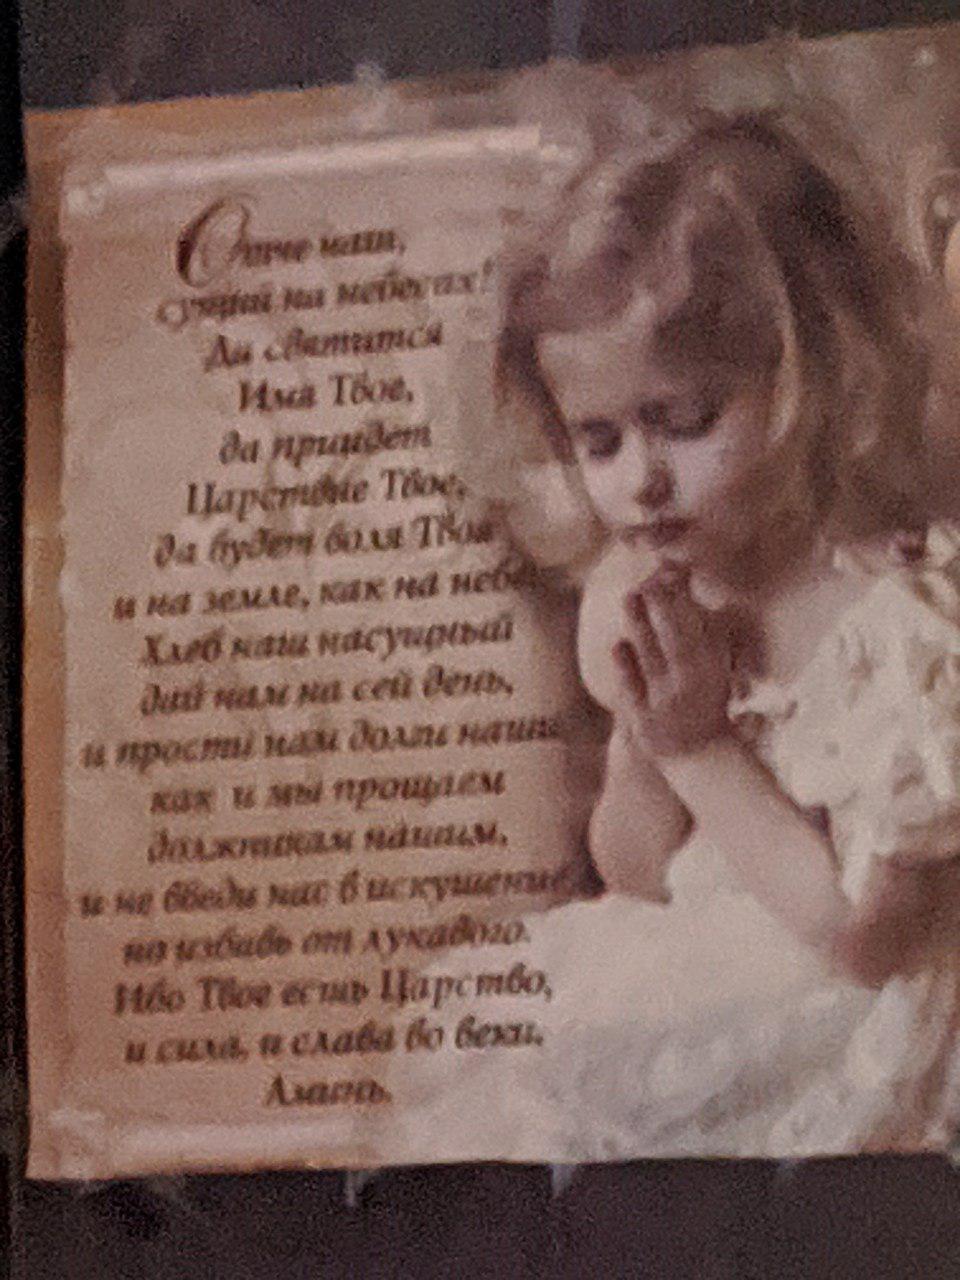 Отче наш,
сущий на небесах!
Да святится
Имя Твое,
да приидет
Царствие Твое,
да будет воля Твоя
и на земле, как на небе.
Хлеб наш насущный
дай нам на сей день,
и прости нам долги наши
как и мы прощаем
должникам нашим,
и не введи нас в искушение,
но избавь от лукавого.
Ибо Твое есть Царство,
и сила, и слава во веки.
Аминь.